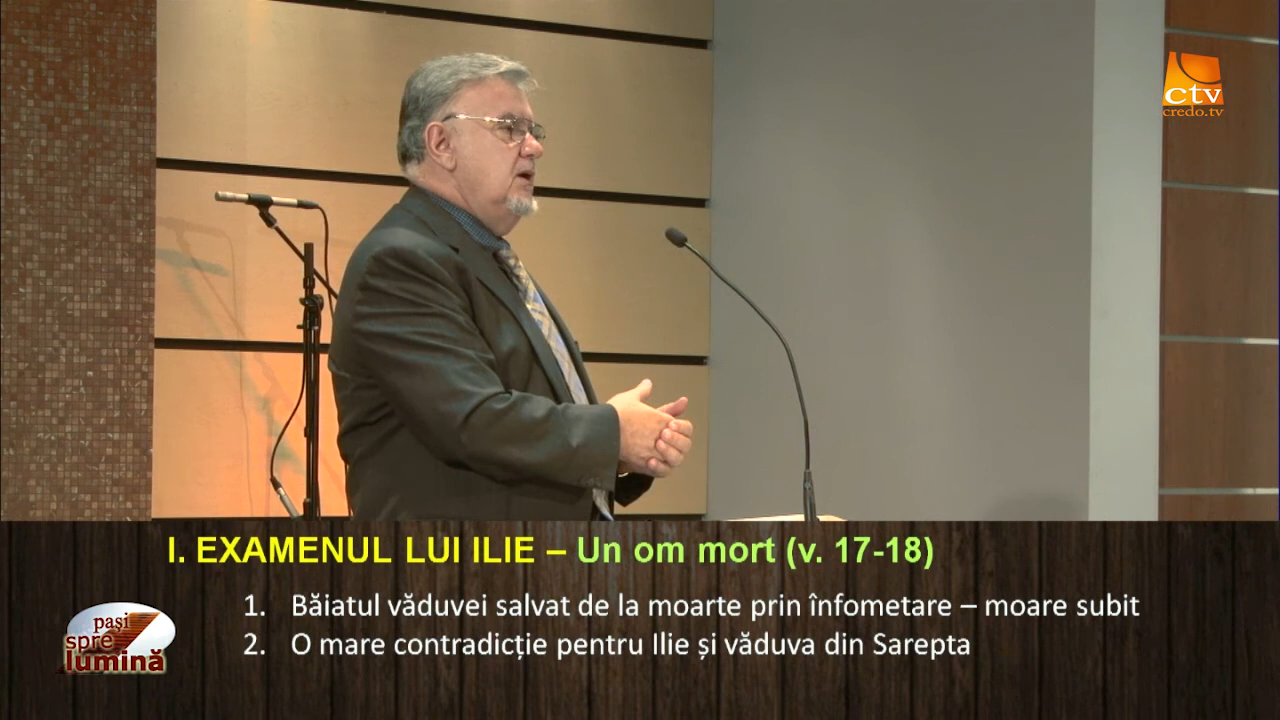 ctv
credo.tv
I. EXAMENUL LUI ILIE – Un om mort (v. 17-18)
1. Băiatul văduvei salvat de la moarte prin înfometare – moare subit
2. O mare contradicție pentru Ilie și văduva din Sarepta
pași
spre
lumină